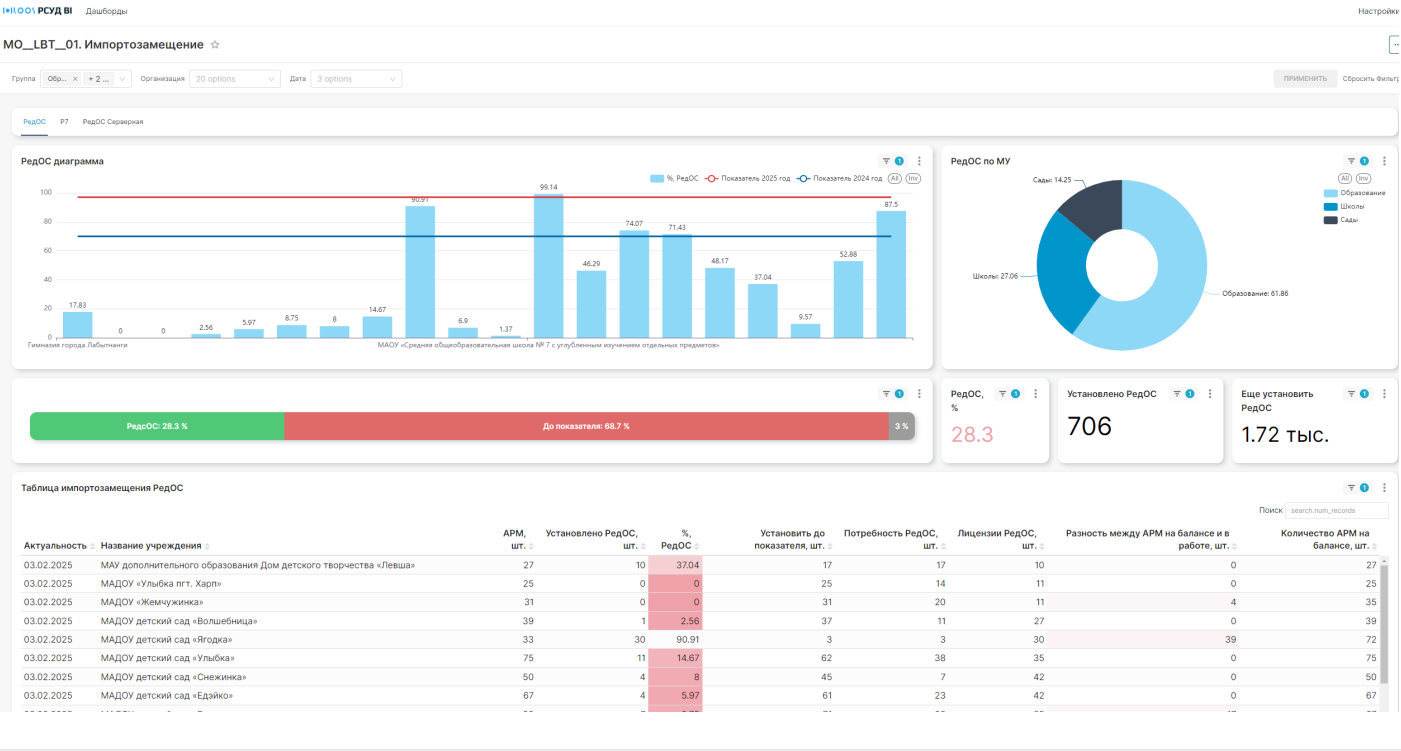 РСУД BI Дашборды Настройки
MO__LBT__01. Импортозамещение
Группа Обр... × + 2 ... Организация 20 options Дата 3 options ПРИМЕНИТЬ Сбросить Фильтр
РедОС Р7 РедОС Серверная
РедОС диаграмма 1
%, РедОС Показатель 2025 год Показатель 2024 год All Inv
100
80
60
40
20
0
17.83 0 0 2.56 5.97 8.75 8 14.67 90.91 6.9 1.37 99.14 46.29 74.07 71.43 48.17 37.04 9.57 52.88 87.5
Гимназия города Лабытнанги МАОУ «Средняя общеобразовательная школа № 7 с углубленным изучением отдельных предметов»
РедОС по МУ 1
All Inv
Образование
Школы
Сады
Сады: 14.25
Школы: 27.06
Образование: 61.86
1
РедсОС: 28.3 % До показателя: 68.7 % 3 %
РедОС, % 1
28.3
Установлено РедОС 1
706
Еще установить РедОС 1
1.72 тыс.
Таблица импортозамещения РедОС 1
Поиск search.num_records
Актуальность Название учреждения АРМ, шт. Установлено РедОС, шт. %, РедОС Установить до показателя, шт. Потребность РедОС, шт. Лицензии РедОС, шт. Разность между АРМ на балансе и в работе, шт. Количество АРМ на балансе, шт.
03.02.2025 МАУ дополнительного образования Дом детского творчества «Левша» 27 10 37.04 17 17 10 0 27
03.02.2025 МАДОУ «Улыбка пгт. Харп» 25 0 0 25 14 11 0 25
03.02.2025 МАДОУ «Жемчужинка» 31 0 0 31 20 11 4 35
03.02.2025 МАДОУ детский сад «Волшебница» 39 1 2.56 37 11 27 0 39
03.02.2025 МАДОУ детский сад «Ягодка» 33 30 90.91 3 3 30 39 72
03.02.2025 МАДОУ детский сад «Улыбка» 75 11 14.67 62 38 35 0 75
03.02.2025 МАДОУ детский сад «Снежинка» 50 4 8 45 7 42 0 50
03.02.2025 МАДОУ детский сад «Едэйко» 67 4 5.97 61 23 42 0 67